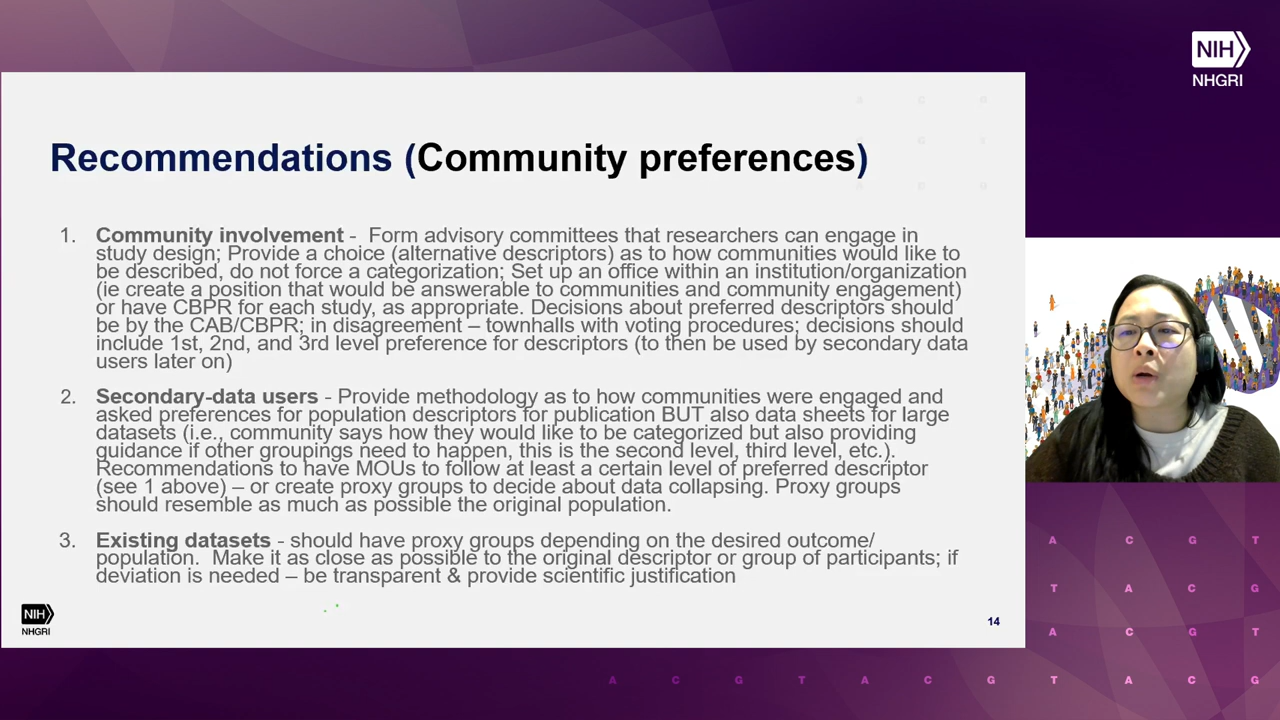 NIH
NHGRI
Recommendations (Community preferences)
1. Community involvement - Form advisory committees that researchers can engage in
study design; Provide a choice (alternative descriptors) as to how communities would like to
be described, do not force a categorization; Set up an office within an institution/organization
(ie create a position that would be answerable to communities and community engagement)
or have CBPR for each study, as appropriate. Decisions about preferred descriptors should
be by the CAB/CBPR; in disagreement – townhalls with voting procedures; decisions should
include 1st, 2nd, and 3rd level preference for descriptors (to then be used by secondary data
users later on)
2. Secondary-data users - Provide methodology as to how communities were engaged and
asked preferences for population descriptors for publication BUT also data sheets for large
datasets (i.e., community says how they would like to be categorized but also providing
guidance if other groupings need to happen, this is the second level, third level, etc.).
Recommendations to have MOUs to follow at least a certain level of preferred descriptor
(see 1 above) – or create proxy groups to decide about data collapsing. Proxy groups
should resemble as much as possible the original population.
3. Existing datasets - should have proxy groups depending on the desired outcome/
population. Make it as close as possible to the original descriptor or group of participants; if
deviation is needed – be transparent & provide scientific justification
NIH
NHGRI
14
A C G T
T A C G
A C G T
A C G T A C G T A C G